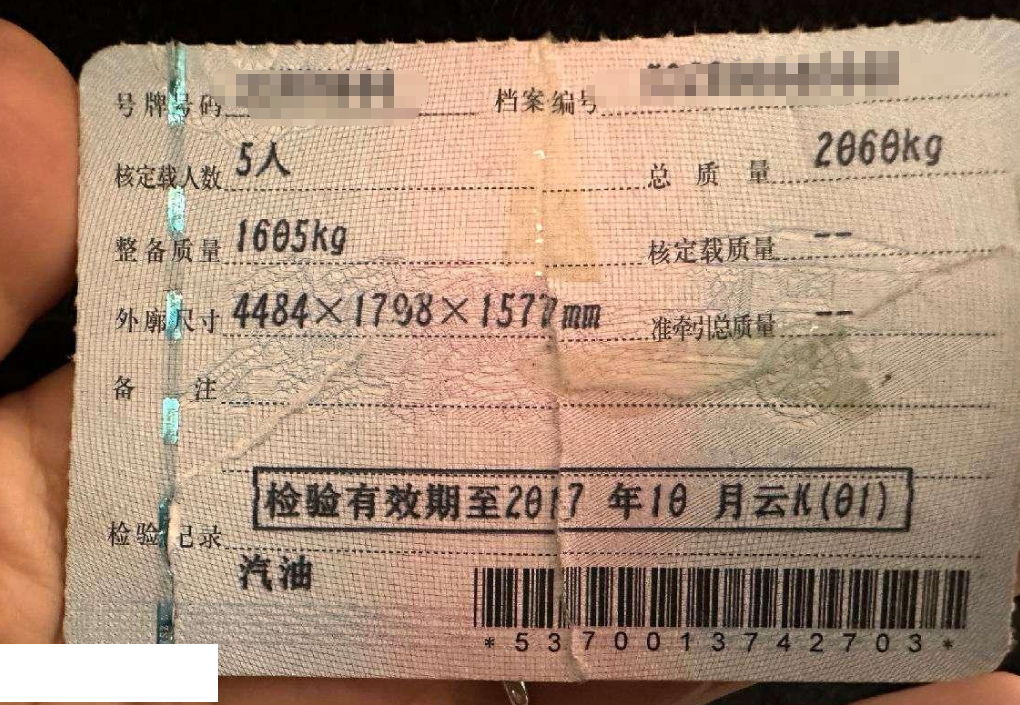 号牌号码 档案编号
核定载人数 5人 总质量 2060kg
整备质量 1605kg 核定载质量 --
外廓尺寸 4484×1798×1577mm 准牵引总质量 --
备注
检验有效期至2017年10月云K(01)
检验记录
汽油
*5370013742703*